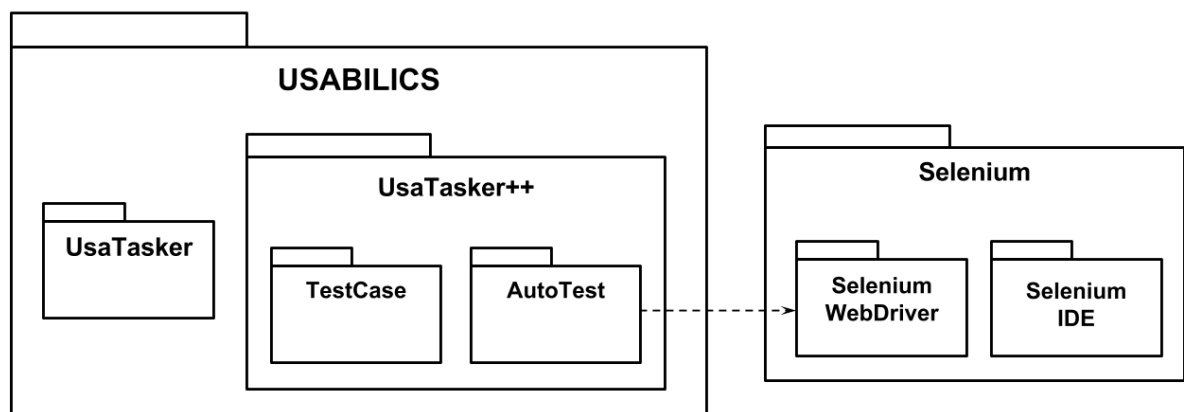 USABILICS
UsaTasker
UsaTasker++
TestCase
AutoTest
Selenium
Selenium
WebDriver
Selenium
IDE